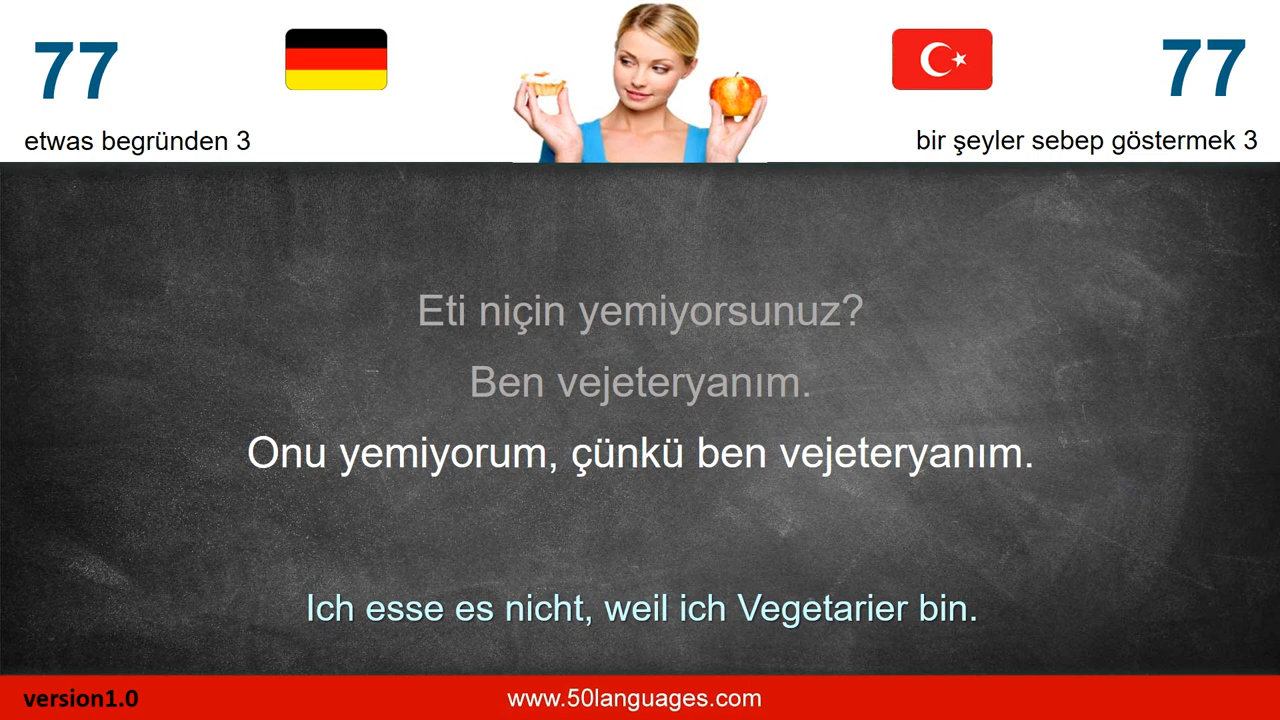 77
77
etwas begründen 3
bir şeyler sebep göstermek 3
Eti niçin yemiyorsunuz?
Ben vejeteryanım.
Onu yemiyorum, çünkü ben vejeteryanım.
Ich esse es nicht, weil ich Vegetarier bin.
version1.0
www.50languages.com